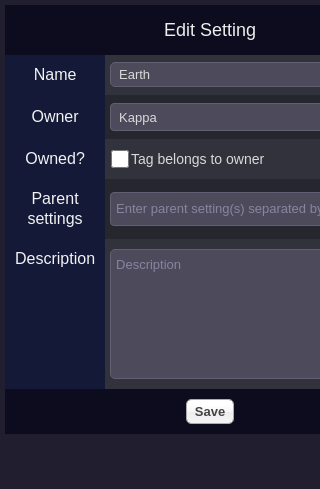 Edit Setting
Name
Earth
Owner
Kappa
Owned?
Tag belongs to owner
Parent
settings
Enter parent setting(s) separated by
Description
Description
Save